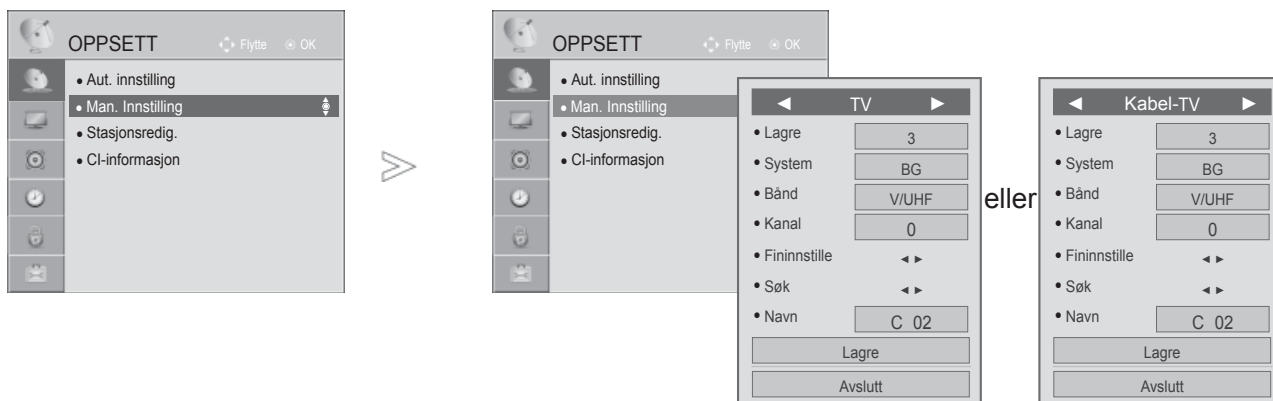 OPPSETT Flytte OK
• Aut. innstilling
• Man. Innstilling
• Stasjonsredig.
• CI-informasjon
OPPSETT Flytte OK
• Aut. innstilling
• Man. Innstilling
• Stasjonsredig.
• CI-informasjon
◄ TV ►
• Lagre 3
• System BG
• Bånd V/UHF
• Kanal 0
• Fininnstille ◄ ►
• Søk ◄ ►
• Navn C 02
Lagre
Avslutt
eller
◄ Kabel-TV ►
• Lagre 3
• System BG
• Bånd V/UHF
• Kanal 0
• Fininnstille ◄ ►
• Søk ◄ ►
• Navn C 02
Lagre
Avslutt